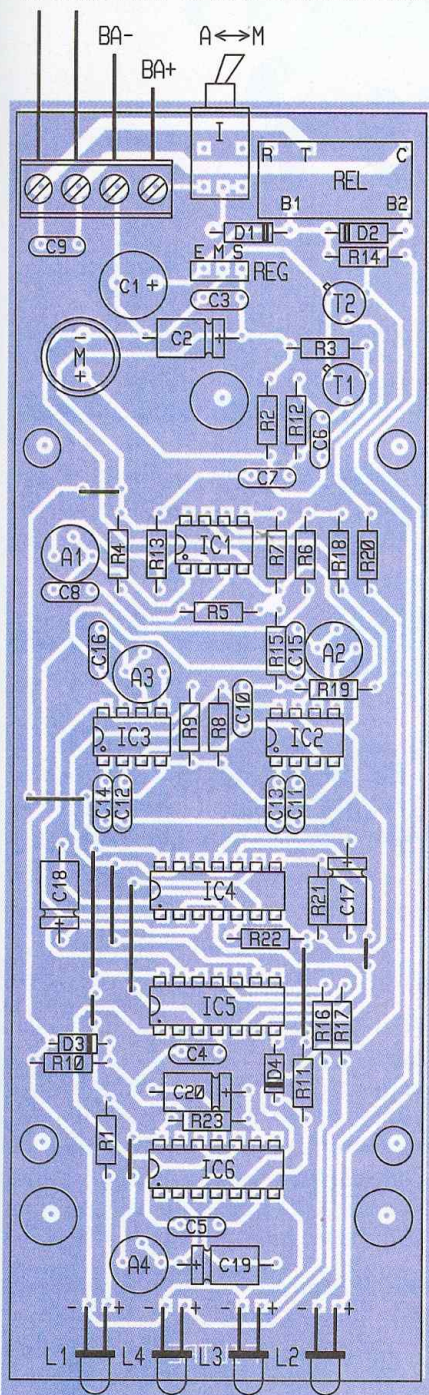 BA- A<->M
BA+
I R T C
REL
B1 B2
D1 D2
C9 E M S REG R14
C1 + C3 T2
- C2 +
M R3
+ T1
R2 R12 C6
C7
R4 R13 IC1 R7 R6 R18 R20
A1
C8 R5
C16 R15 C15 A2
A3 R19
R9 R8 C10
IC3 IC2
C14 C12 C13 C11
+
C18 IC4 R21 C17
+ R22
IC5 R16 R17
D3 C4
R10 D4 R11
C20 +
R1 R23
IC6
C5
A4 + C19
- + - + - + - +
L1 L4 L3 L2